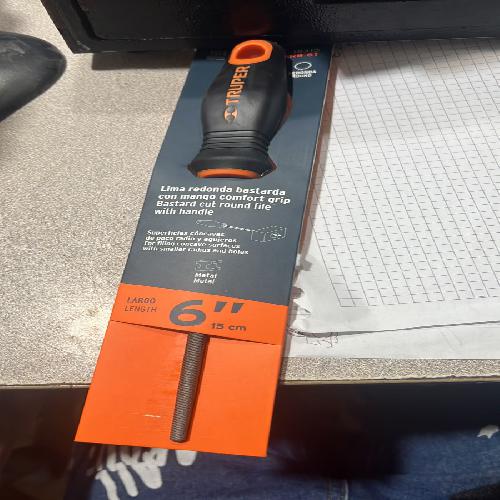 TRUPER
Lima redonda bastarda
con mango comfort grip
Bastard cut round file
with handle
Superficies cóncavas
de poco radio y agujeros
For filing concave surfaces
with smaller radius and holes
Metal
Metal
LARGO
LENGTH
6"
15 cm